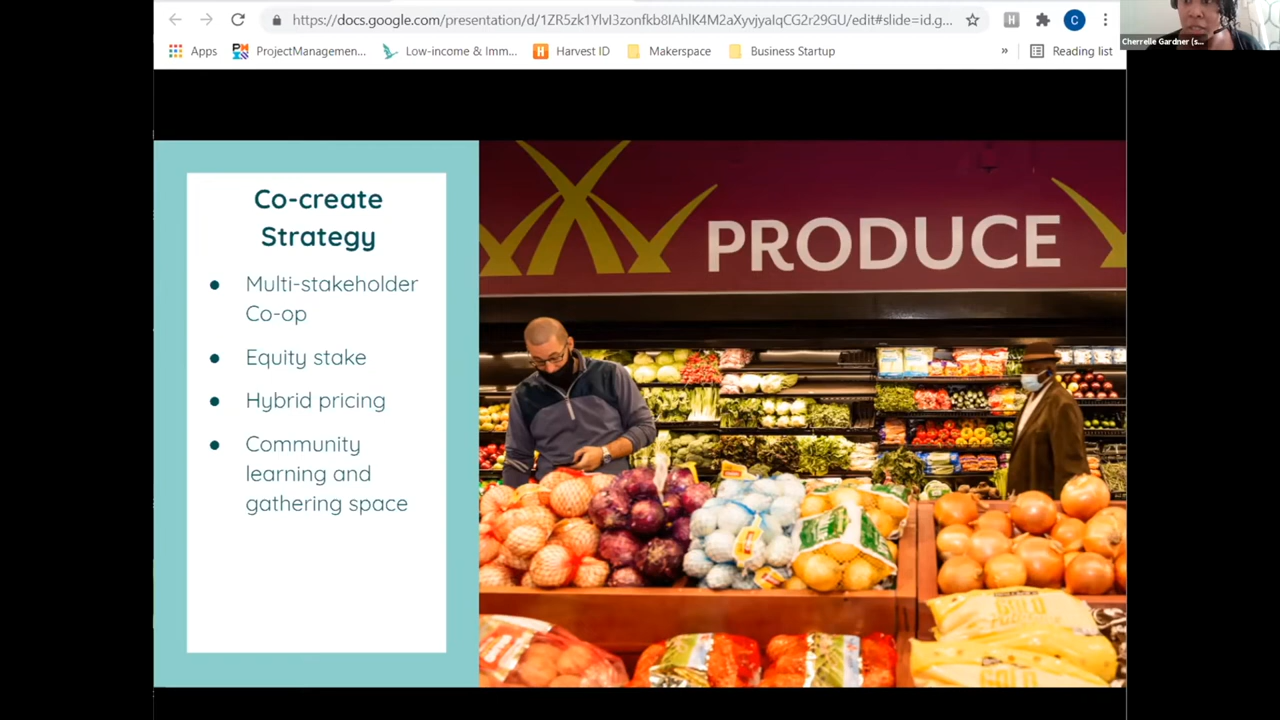 https://docs.google.com/presentation/d/1ZR5zk1YlvI3zonfkb8IAhlK4M2aXyvjyaIqCG2r29GU/edit#slide=id.g...
H
C
Cherrelle Gardner (s...
Apps
ProjectManagemen...
Low-income & Imm...
H
Harvest ID
Makerspace
Business Startup
»
Reading list
Co-create
Strategy
● Multi-stakeholder
Co-op
● Equity stake
● Hybrid pricing
● Community
learning and
gathering space
PRODUCE
GOLD